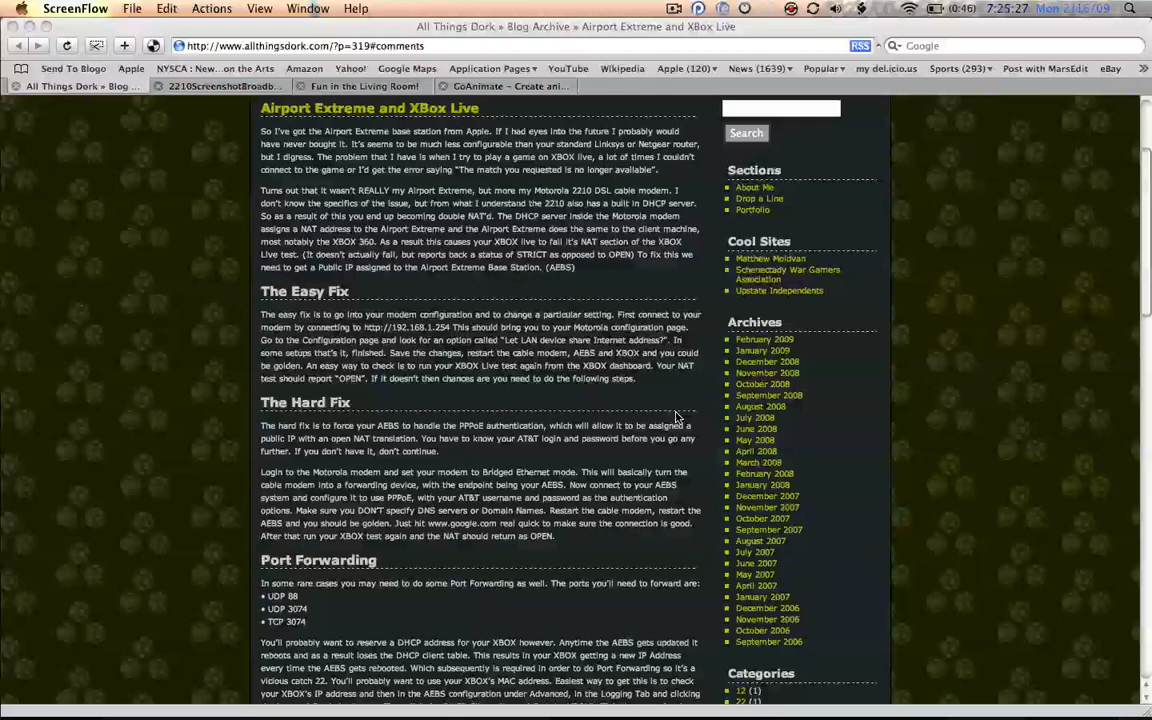 ScreenFlow File Edit Actions View Window Help (0:46) 7:25:27 Mon 2/16/09
All Things Dork » Blog Archive » Airport Extreme and XBox Live
http://www.allthingsdork.com/?p=319#comments RSS Google
Send To Blogo Apple NYSCA : New...on the Arts Amazon Yahoo! Google Maps Application Pages YouTube Wikipedia Apple (120) News (1639) Popular my del.icio.us Sports (293) Post with MarsEdit eBay
All Things Dork » Blog ... 2210ScreenshotBroadb... Fun in the Living Room! GoAnimate - Create ani...
Airport Extreme and XBox Live
So I've got the Airport Extreme base station from Apple. If I had eyes into the future I probably would
have never bought it. It's seems to be much less configurable than your standard Linksys or Netgear router,
but I digress. The problem that I have is when I try to play a game on XBOX live, a lot of times I couldn't
connect to the game or I'd get the error saying "The match you requested is no longer available".
Turns out that it wasn't REALLY my Airport Extreme, but more my Motorola 2210 DSL cable modem. I
don't know the specifics of the issue, but from what I understand the 2210 also has a built in DHCP server.
So as a result of this you end up becoming double NAT'd. The DHCP server inside the Motorola modem
assigns a NAT address to the Airport Extreme and the Airport Extreme does the same to the client machine,
most notably the XBOX 360. As a result this causes your XBOX live to fail it's NAT section of the XBOX
Live test. (It doesn't actually fail, but reports back a status of STRICT as opposed to OPEN) To fix this we
need to get a Public IP assigned to the Airport Extreme Base Station. (AEBS)
The Easy Fix
The easy fix is to go into your modem configuration and to change a particular setting. First connect to your
modem by connecting to http://192.168.1.254 This should bring you to your Motorola configuration page.
Go to the Configuration page and look for an option called "Let LAN device share Internet address?". In
some setups that's it, finished. Save the changes, restart the cable modem, AEBS and XBOX and you could
be golden. An easy way to check is to run your XBOX Live test again from the XBOX dashboard. Your NAT
test should report "OPEN". If it doesn't then chances are you need to do the following steps.
The Hard Fix
The hard fix is to force your AEBS to handle the PPPoE authentication, which will allow it to be assigned a
public IP with an open NAT translation. You have to know your AT&T login and password before you go any
further. If you don't have it, don't continue.
Login to the Motorola modem and set your modem to Bridged Ethernet mode. This will basically turn the
cable modem into a forwarding device, with the endpoint being your AEBS. Now connect to your AEBS
system and configure it to use PPPoE, with your AT&T username and password as the authentication
options. Make sure you DON'T specify DNS servers or Domain Names. Restart the cable modem, restart the
AEBS and you should be golden. Just hit www.google.com real quick to make sure the connection is good.
After that run your XBOX test again and the NAT should return as OPEN.
Port Forwarding
In some rare cases you may need to do some Port Forwarding as well. The ports you'll need to forward are:
• UDP 88
• UDP 3074
• TCP 3074
You'll probably want to reserve a DHCP address for your XBOX however. Anytime the AEBS gets updated it
reboots and as a result loses the DHCP client table. This results in your XBOX getting a new IP Address
every time the AEBS gets rebooted. Which subsequently is required in order to do Port Forwarding so it's a
vicious catch 22. You'll probably want to use your XBOX's MAC address. Easiest way to get this is to check
your XBOX's IP address and then in the AEBS configuration under Advanced, in the Logging Tab and clicking
Search
Sections
About Me
Drop a Line
Portfolio
Cool Sites
Matthew Moldvan
Schenectady War Gamers
Association
Upstate Independents
Archives
February 2009
January 2009
December 2008
November 2008
October 2008
September 2008
August 2008
July 2008
June 2008
May 2008
April 2008
March 2008
February 2008
January 2008
December 2007
November 2007
October 2007
September 2007
August 2007
July 2007
June 2007
May 2007
April 2007
January 2007
December 2006
November 2006
October 2006
September 2006
Categories
12 (1)
22 (1)